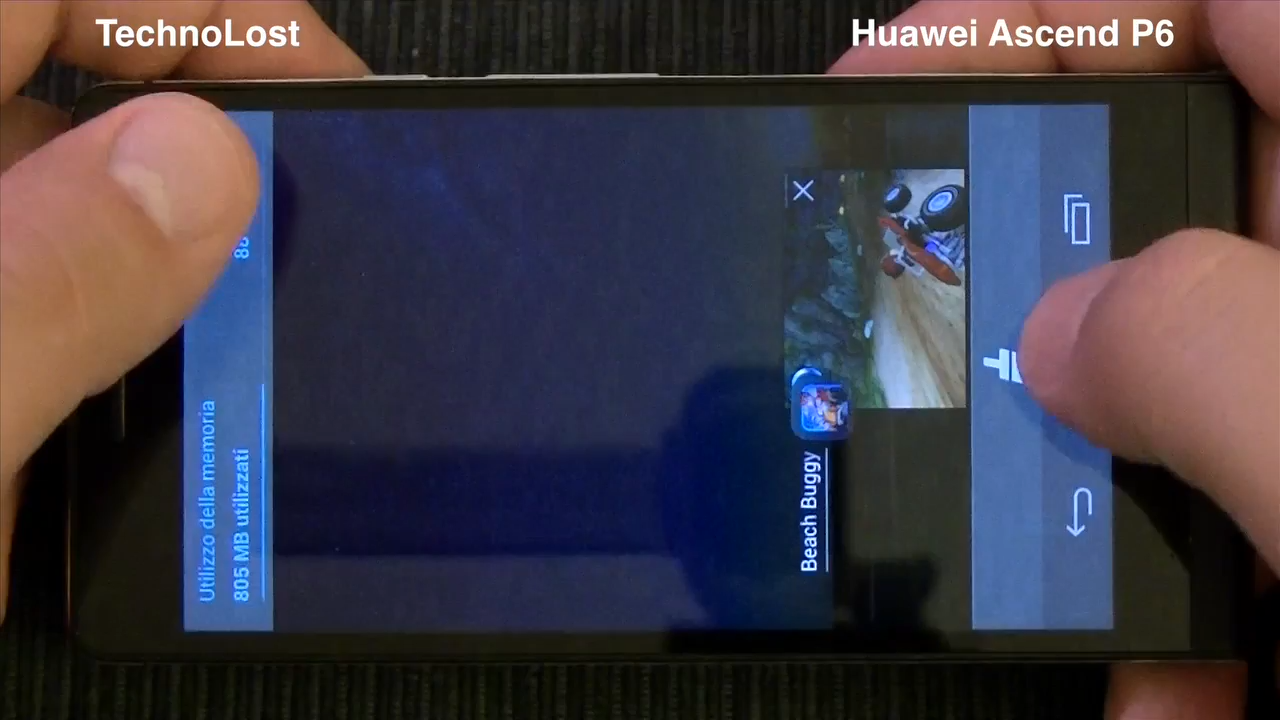 TechnoLost
Huawei Ascend P6
Utilizzo della memoria
805 MB utilizzati
Beach Buggy